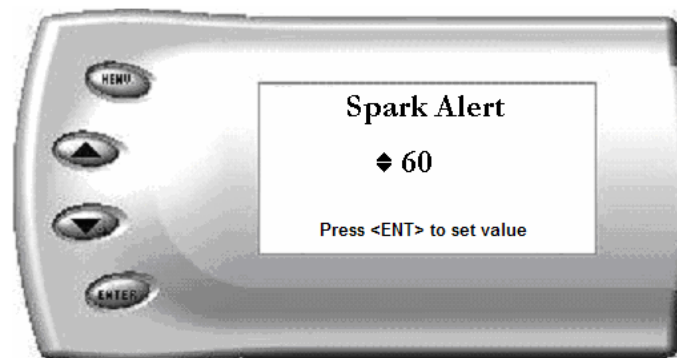 MENU
Spark Alert
60
Press <ENT> to set value
ENTER